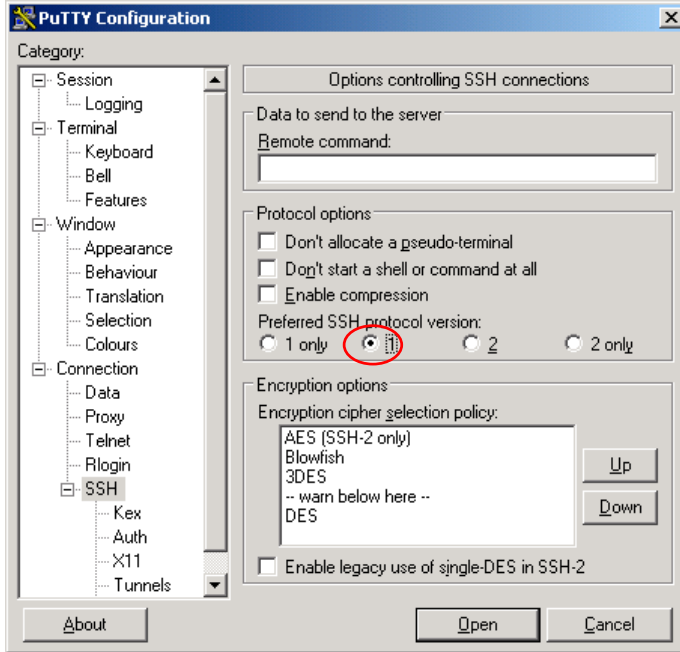 PuTTY Configuration
Category:
Session
Logging
Terminal
Keyboard
Bell
Features
Window
Appearance
Behaviour
Translation
Selection
Colours
Connection
Data
Proxy
Telnet
Rlogin
SSH
Kex
Auth
X11
Tunnels
Options controlling SSH connections
Data to send to the server
Remote command:
Protocol options
Don't allocate a pseudo-terminal
Don't start a shell or command at all
Enable compression
Preferred SSH protocol version:
1 only 1 2 2 only
Encryption options
Encryption cipher selection policy:
AES (SSH-2 only)
Blowfish
3DES
-- warn below here --
DES
Up
Down
Enable legacy use of single-DES in SSH-2
About Open Cancel